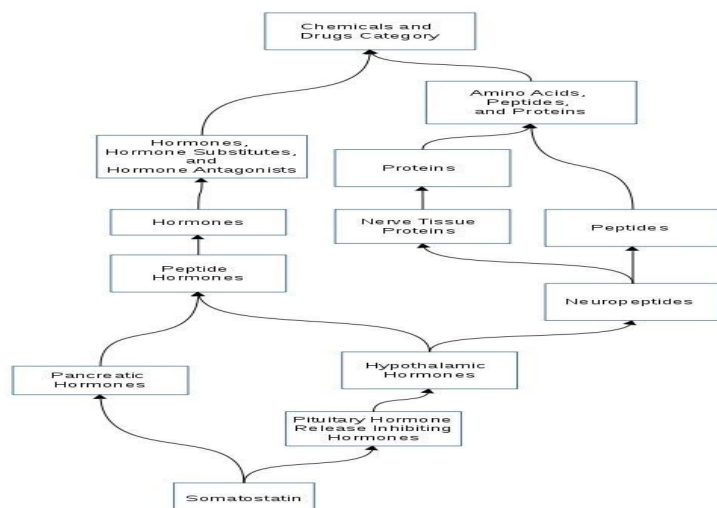 Chemicals and
Drugs Category
Amino Acids,
Peptides,
and Proteins
Hormones,
Hormone Substitutes,
and
Hormone Antagonists
Proteins
Hormones
Nerve Tissue
Proteins
Peptides
Peptide
Hormones
Neuropeptides
Pancreatic
Hormones
Hypothalamic
Hormones
Pituitary Hormone
Release Inhibiting
Hormones
Somatostatin